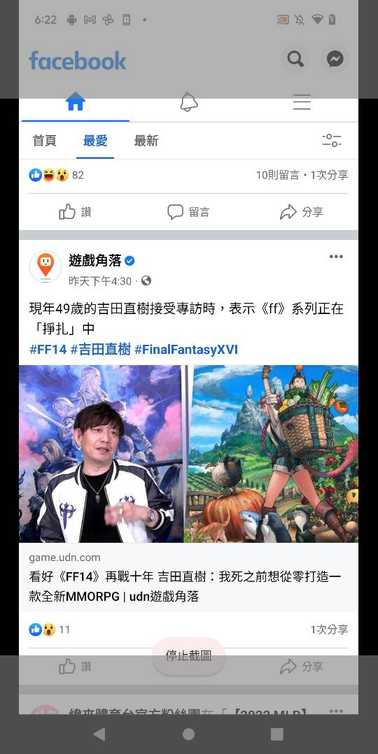 6:22
facebook
首頁 最愛 最新
82 10則留言・1次分享
讚 留言 分享
遊戲角落
昨天下午4:30 ·
現年49歲的吉田直樹接受專訪時，表示《ff》系列正在
「掙扎」中
#FF14 #吉田直樹 #FinalFantasyXVI
game.udn.com
看好《FF14》再戰十年 吉田直樹：我死之前想從零打造一
款全新MMORPG | udn遊戲角落
11 1次分享
停止截圖
讚 分享